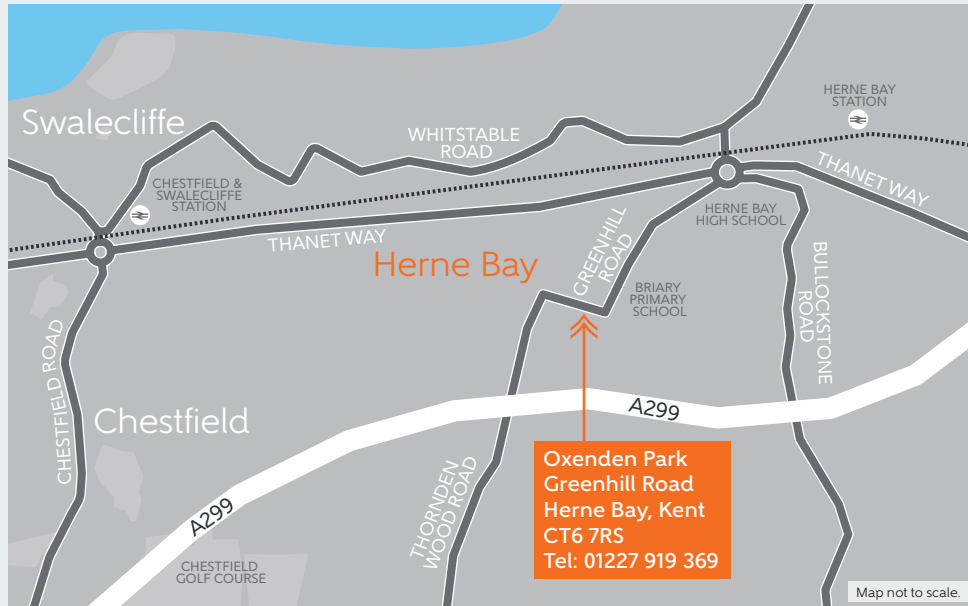 Swalecliffe
HERNE BAY
STATION
WHITSTABLE
ROAD
THANET WAY
CHESTFIELD &
SWALECLIFFE
STATION
HERNE BAY
HIGH SCHOOL
THANET WAY
Herne Bay
GREENHILL
ROAD
BRIARY
PRIMARY
SCHOOL
BULLOCKSTONE
ROAD
CHESTFIELD ROAD
Chestfield
A299
A299
THORNDEN
WOOD ROAD
Oxenden Park
Greenhill Road
Herne Bay, Kent
CT6 7RS
Tel: 01227 919 369
CHESTFIELD
GOLF COURSE
Map not to scale.